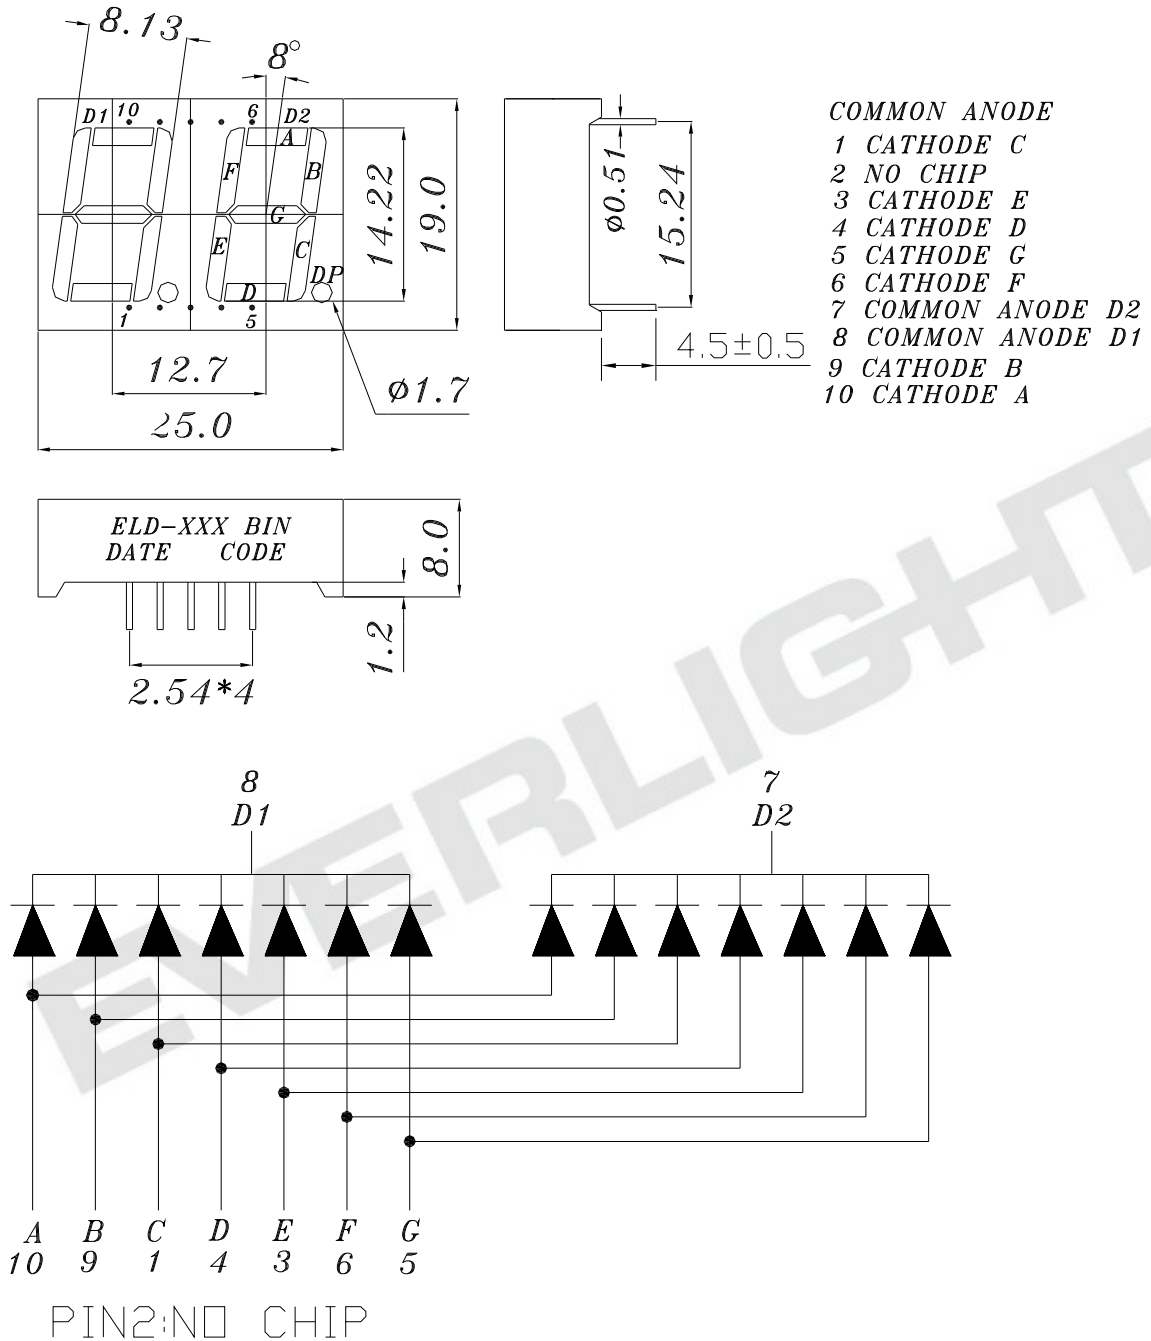 8.13
8°
D1 10
6
D2
A
F
B
G
E
C
DP
D
1
5
14.22
19.0
12.7
ø1.7
25.0
ø0.51
15.24
4.5±0.5
COMMON ANODE
1 CATHODE C
2 NO CHIP
3 CATHODE E
4 CATHODE D
5 CATHODE G
6 CATHODE F
7 COMMON ANODE D2
8 COMMON ANODE D1
9 CATHODE B
10 CATHODE A
ELD-XXX BIN
DATE CODE
8.0
1.2
2.54*4
EVERLIGHT
8
D1
7
D2
A B C D E F G
10 9 1 4 3 6 5
PIN2:NO CHIP